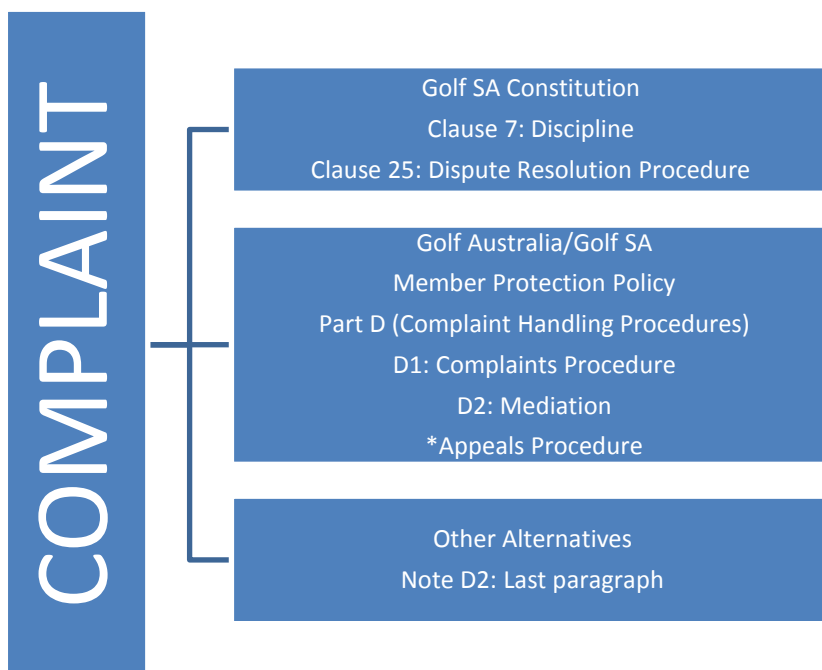 COMPLAINT
Golf SA Constitution
Clause 7: Discipline
Clause 25: Dispute Resolution Procedure
Golf Australia/Golf SA
Member Protection Policy
Part D (Complaint Handling Procedures)
D1: Complaints Procedure
D2: Mediation
*Appeals Procedure
Other Alternatives
Note D2: Last paragraph